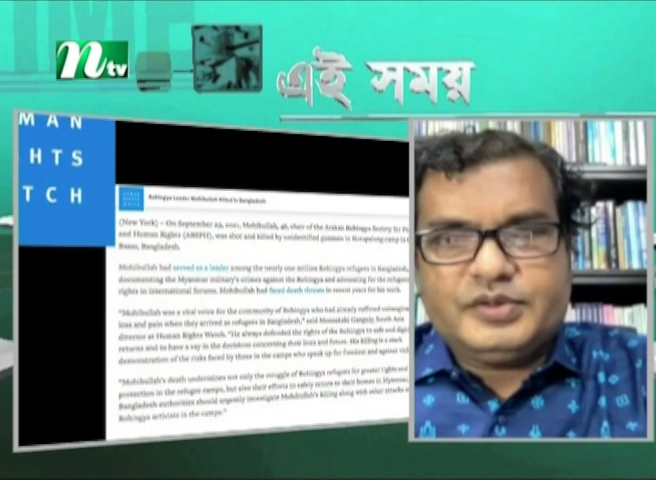 ntv
এই সময়
MAN
HTS
TCH
Rohingya Leader Mohibullah Killed in Bangladesh
(New York) – On September 29, 2021, Mohibullah, 46, chair of the Arakan Rohingya Society for
and Human Rights (ARSPH), was shot and killed by unidentified gunmen in Kutupalong camp in
Bazar, Bangladesh.
Mohibullah had served as a leader among the nearly one million Rohingya refugees in Bangladesh,
documenting the Myanmar military's crimes against the Rohingya and advocating for the refugees'
rights in international forums. Mohibullah had faced death threats in recent years for his work.
"Mohibullah was a vital voice for the community of Rohingya who had already suffered
loss and pain when they arrived as refugees in Bangladesh," said Meenakshi Ganguly, South Asia
director at Human Rights Watch. "He always defended the rights of the Rohingya to safe and
returns and to have a say in the decisions concerning their lives and future. His killing is a stark
demonstration of the risks faced by those in the camps who speak up for freedom and against
"Mohibullah's death undermines not only the struggle of Rohingya refugees for greater rights and
protection in the refugee camps, but also their efforts to safely return to their homes in Myanmar.
Bangladesh authorities should urgently investigate Mohibullah's killing along with other attacks
Rohingya activists in the camps."